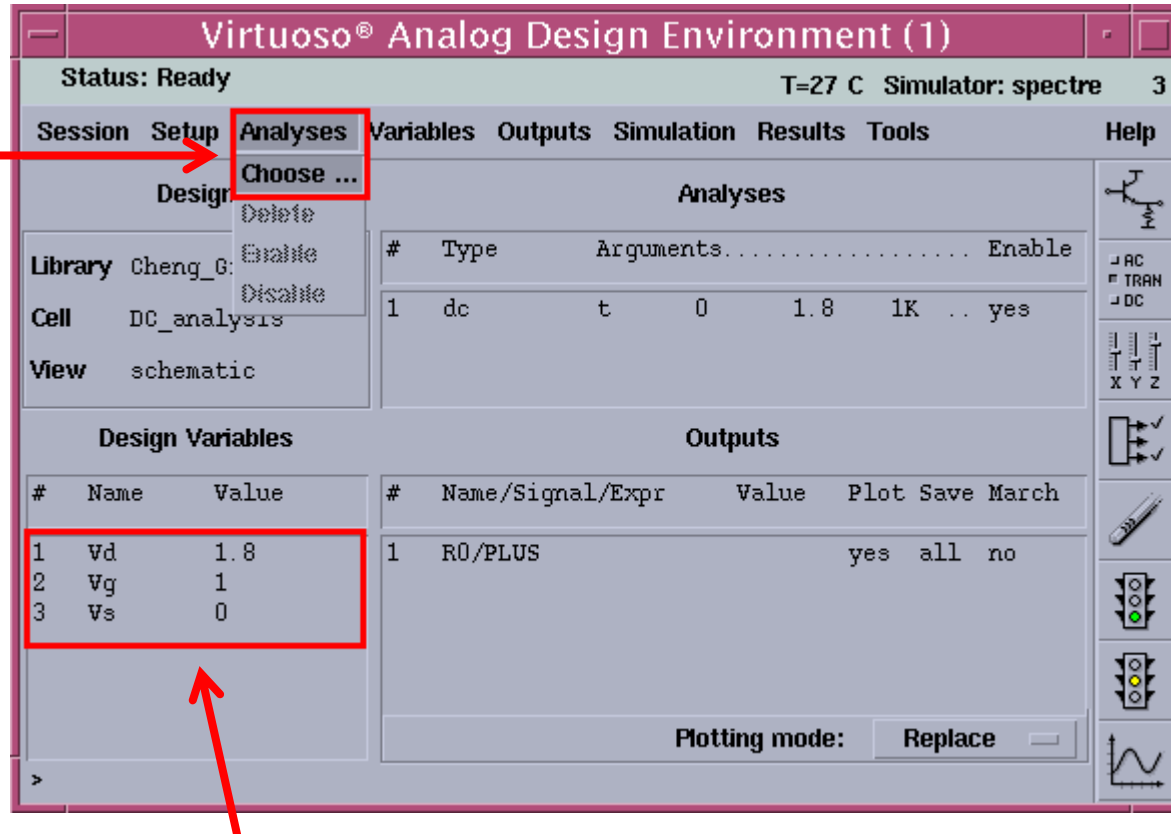 Virtuoso® Analog Design Environment (1)
Status: Ready T=27 C Simulator: spectre 3
Session Setup Analyses Variables Outputs Simulation Results Tools Help
Choose ...
Delete
Enable
Disable
Design
Library Cheng_G
Cell DC_analysis
View schematic
Analyses
# Type Arguments................... Enable
1 dc t 0 1.8 1K .. yes
Design Variables
# Name Value
1 Vd 1.8
2 Vg 1
3 Vs 0
Outputs
# Name/Signal/Expr Value Plot Save March
1 R0/PLUS yes all no
Plotting mode: Replace
>
AC
TRAN
DC
X Y Z